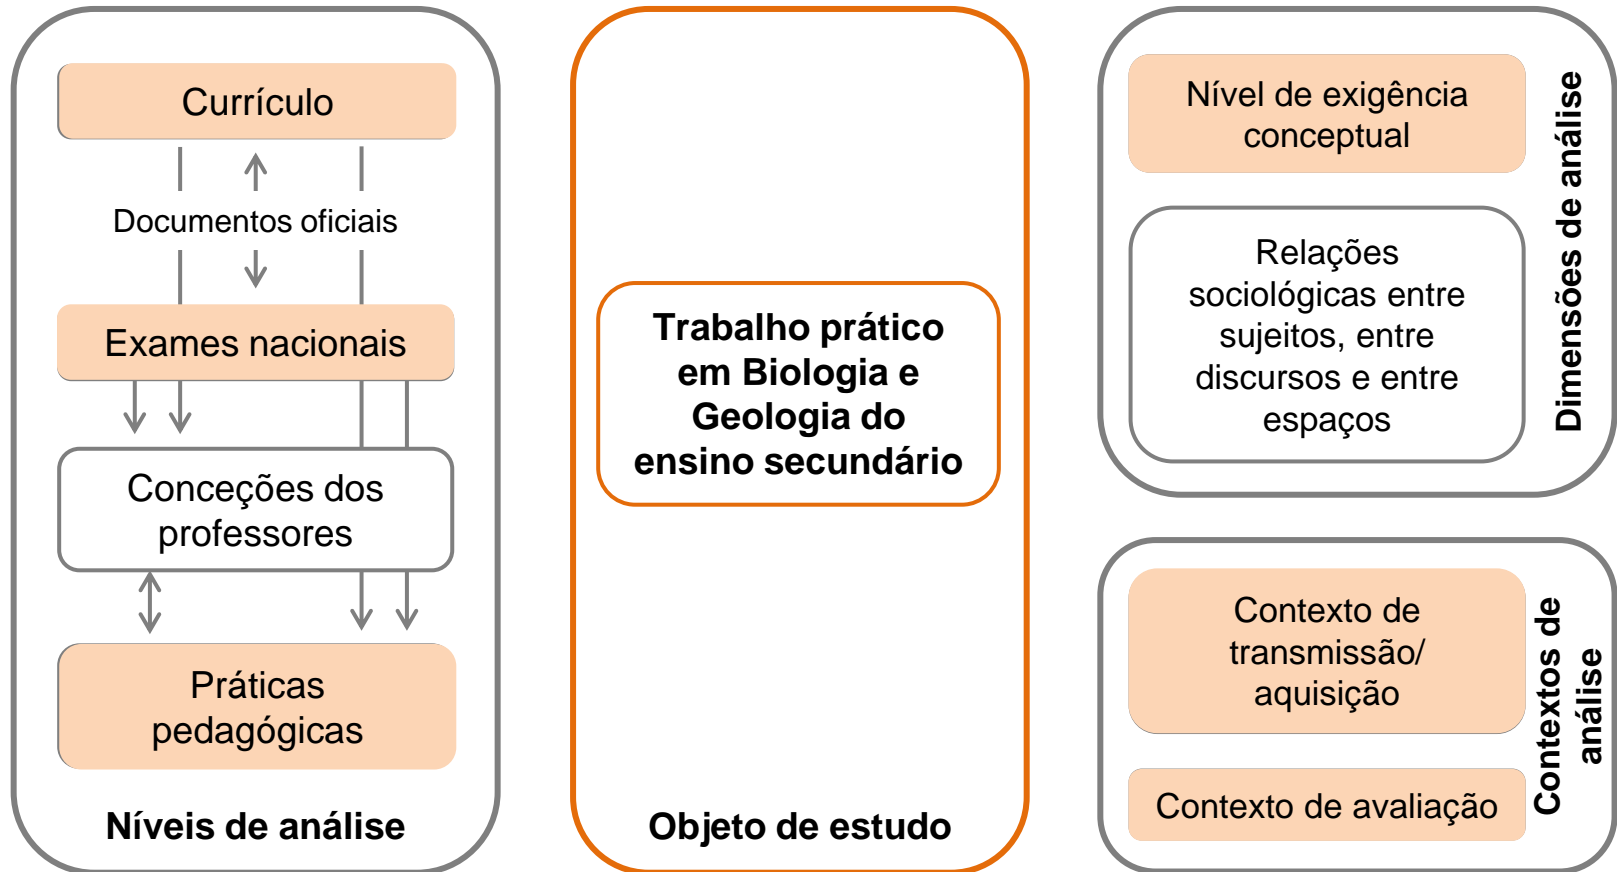 Currículo
Documentos oficiais
Exames nacionais
Conceções dos
professores
Práticas
pedagógicas
Níveis de análise
Trabalho prático
em Biologia e
Geologia do
ensino secundário
Objeto de estudo
Nível de exigência
conceptual
Relações
sociológicas entre
sujeitos, entre
discursos e entre
espaços
Dimensões de análise
Contexto de
transmissão/
aquisição
Contexto de avaliação
Contextos de
análise